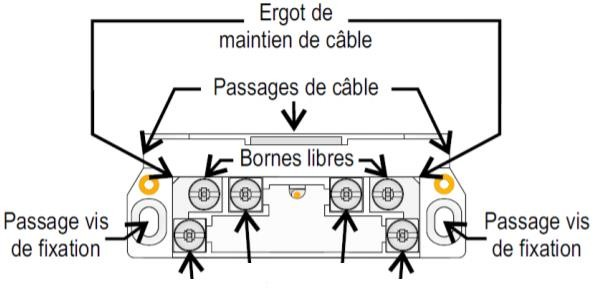 Ergot de
maintien de câble
Passages de câble
Bornes libres
Passage vis
de fixation
Passage vis
de fixation